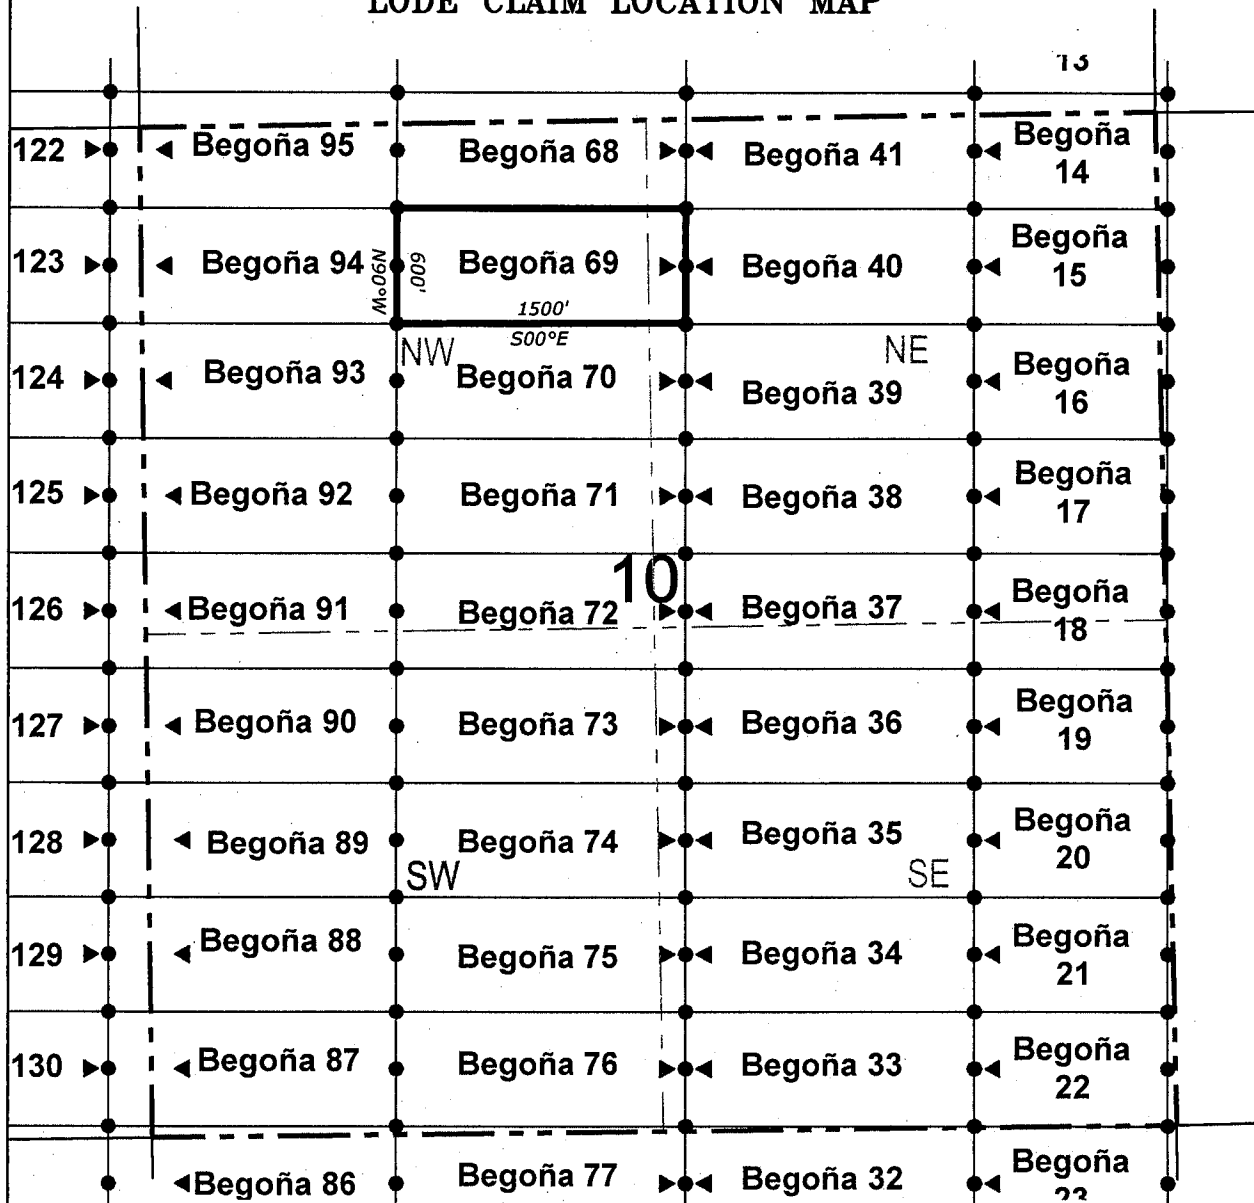 LODE CLAIM LOCATION MAP
13
122 Begoña 95 Begoña 68 Begoña 41 Begoña
14
123 Begoña 94 N90°W 600' Begoña 69 Begoña 40 Begoña
15
1500'
S00°E
NW NE
124 Begoña 93 Begoña 70 Begoña 39 Begoña
16
125 Begoña 92 Begoña 71 Begoña 38 Begoña
17
10
126 Begoña 91 Begoña 72 Begoña 37 Begoña
18
127 Begoña 90 Begoña 73 Begoña 36 Begoña
19
128 Begoña 89 Begoña 74 Begoña 35 Begoña
20
SW SE
129 Begoña 88 Begoña 75 Begoña 34 Begoña
21
130 Begoña 87 Begoña 76 Begoña 33 Begoña
22
Begoña 86 Begoña 77 Begoña 32 Begoña
23